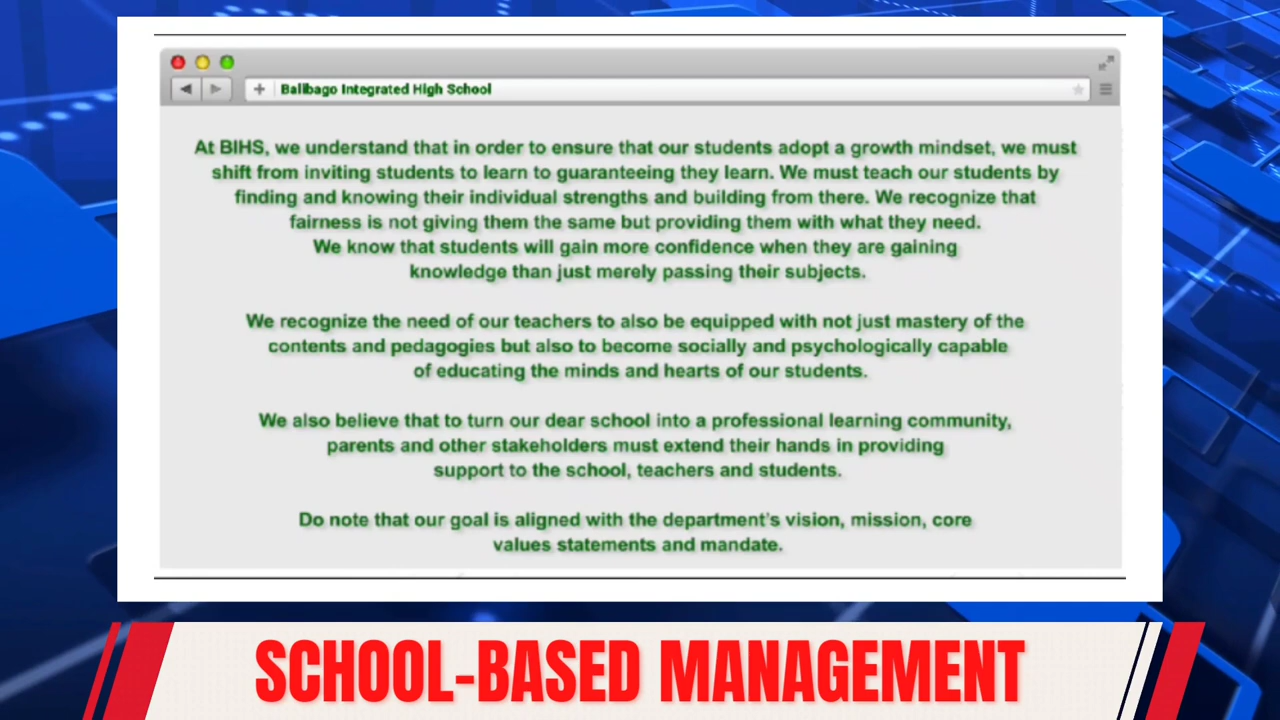 Balibago Integrated High School
At BIHS, we understand that in order to ensure that our students adopt a growth mindset, we must
shift from inviting students to learn to guaranteeing they learn. We must teach our students by
finding and knowing their individual strengths and building from there. We recognize that
fairness is not giving them the same but providing them with what they need.
We know that students will gain more confidence when they are gaining
knowledge than just merely passing their subjects.
We recognize the need of our teachers to also be equipped with not just mastery of the
contents and pedagogies but also to become socially and psychologically capable
of educating the minds and hearts of our students.
We also believe that to turn our dear school into a professional learning community,
parents and other stakeholders must extend their hands in providing
support to the school, teachers and students.
Do note that our goal is aligned with the department's vision, mission, core
values statements and mandate.
SCHOOL-BASED MANAGEMENT